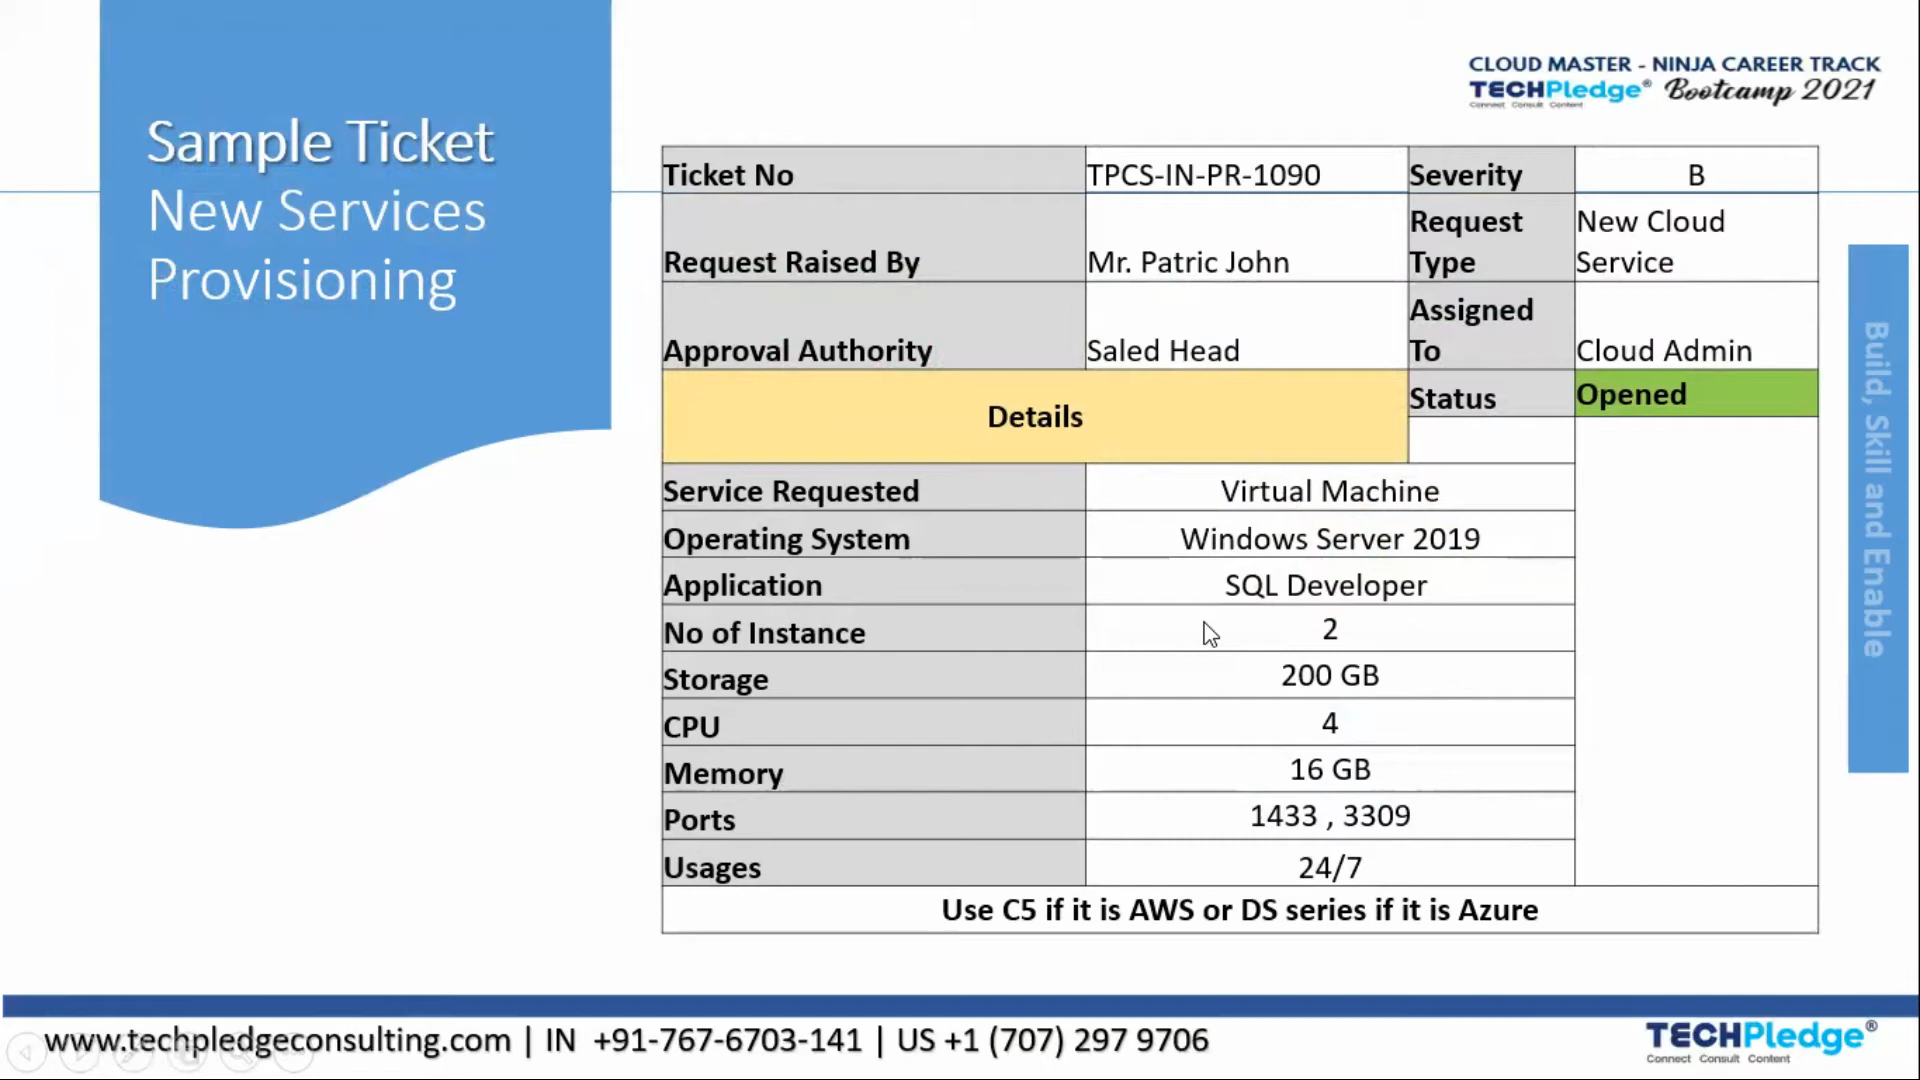 CLOUD MASTER - NINJA CAREER TRACK
TECHPledge® Bootcamp 2021
Connect Consult Content
Sample Ticket
New Services
Provisioning
Ticket No TPCS-IN-PR-1090 Severity B
Request Raised By Mr. Patric John Request Type New Cloud Service
Approval Authority Saled Head Assigned To Cloud Admin
Details Status Opened
Service Requested Virtual Machine
Operating System Windows Server 2019
Application SQL Developer
No of Instance 2
Storage 200 GB
CPU 4
Memory 16 GB
Ports 1433 , 3309
Usages 24/7
Use C5 if it is AWS or DS series if it is Azure
Build, Skill and Enable
www.techpledgeconsulting.com | IN +91-767-6703-141 | US +1 (707) 297 9706
TECHPledge®
Connect Consult Content